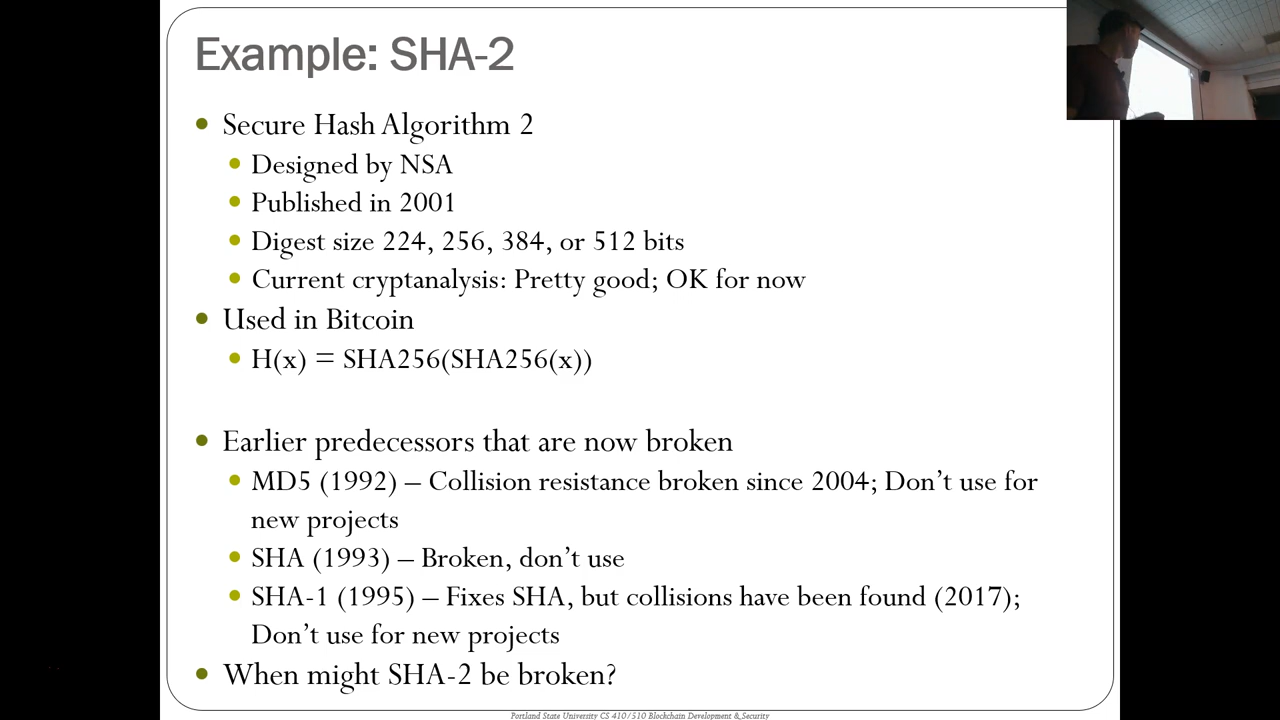 Example: SHA-2
• Secure Hash Algorithm 2
• Designed by NSA
• Published in 2001
• Digest size 224, 256, 384, or 512 bits
• Current cryptanalysis: Pretty good; OK for now
• Used in Bitcoin
• H(x) = SHA256(SHA256(x))
• Earlier predecessors that are now broken
• MD5 (1992) – Collision resistance broken since 2004; Don't use for
new projects
• SHA (1993) – Broken, don't use
• SHA-1 (1995) – Fixes SHA, but collisions have been found (2017);
Don't use for new projects
• When might SHA-2 be broken?
Portland State University CS 410/510 Blockchain Development & Security